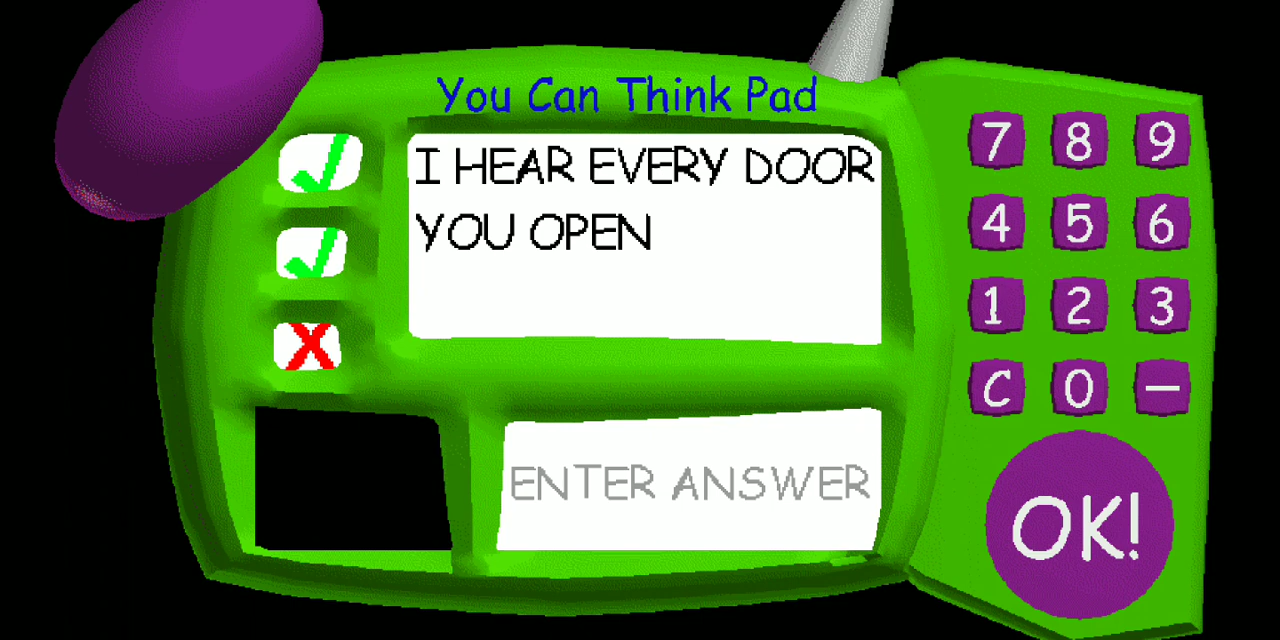 You Can Think Pad
I HEAR EVERY DOOR
YOU OPEN
ENTER ANSWER
7 8 9
4 5 6
1 2 3
C 0 —
OK!